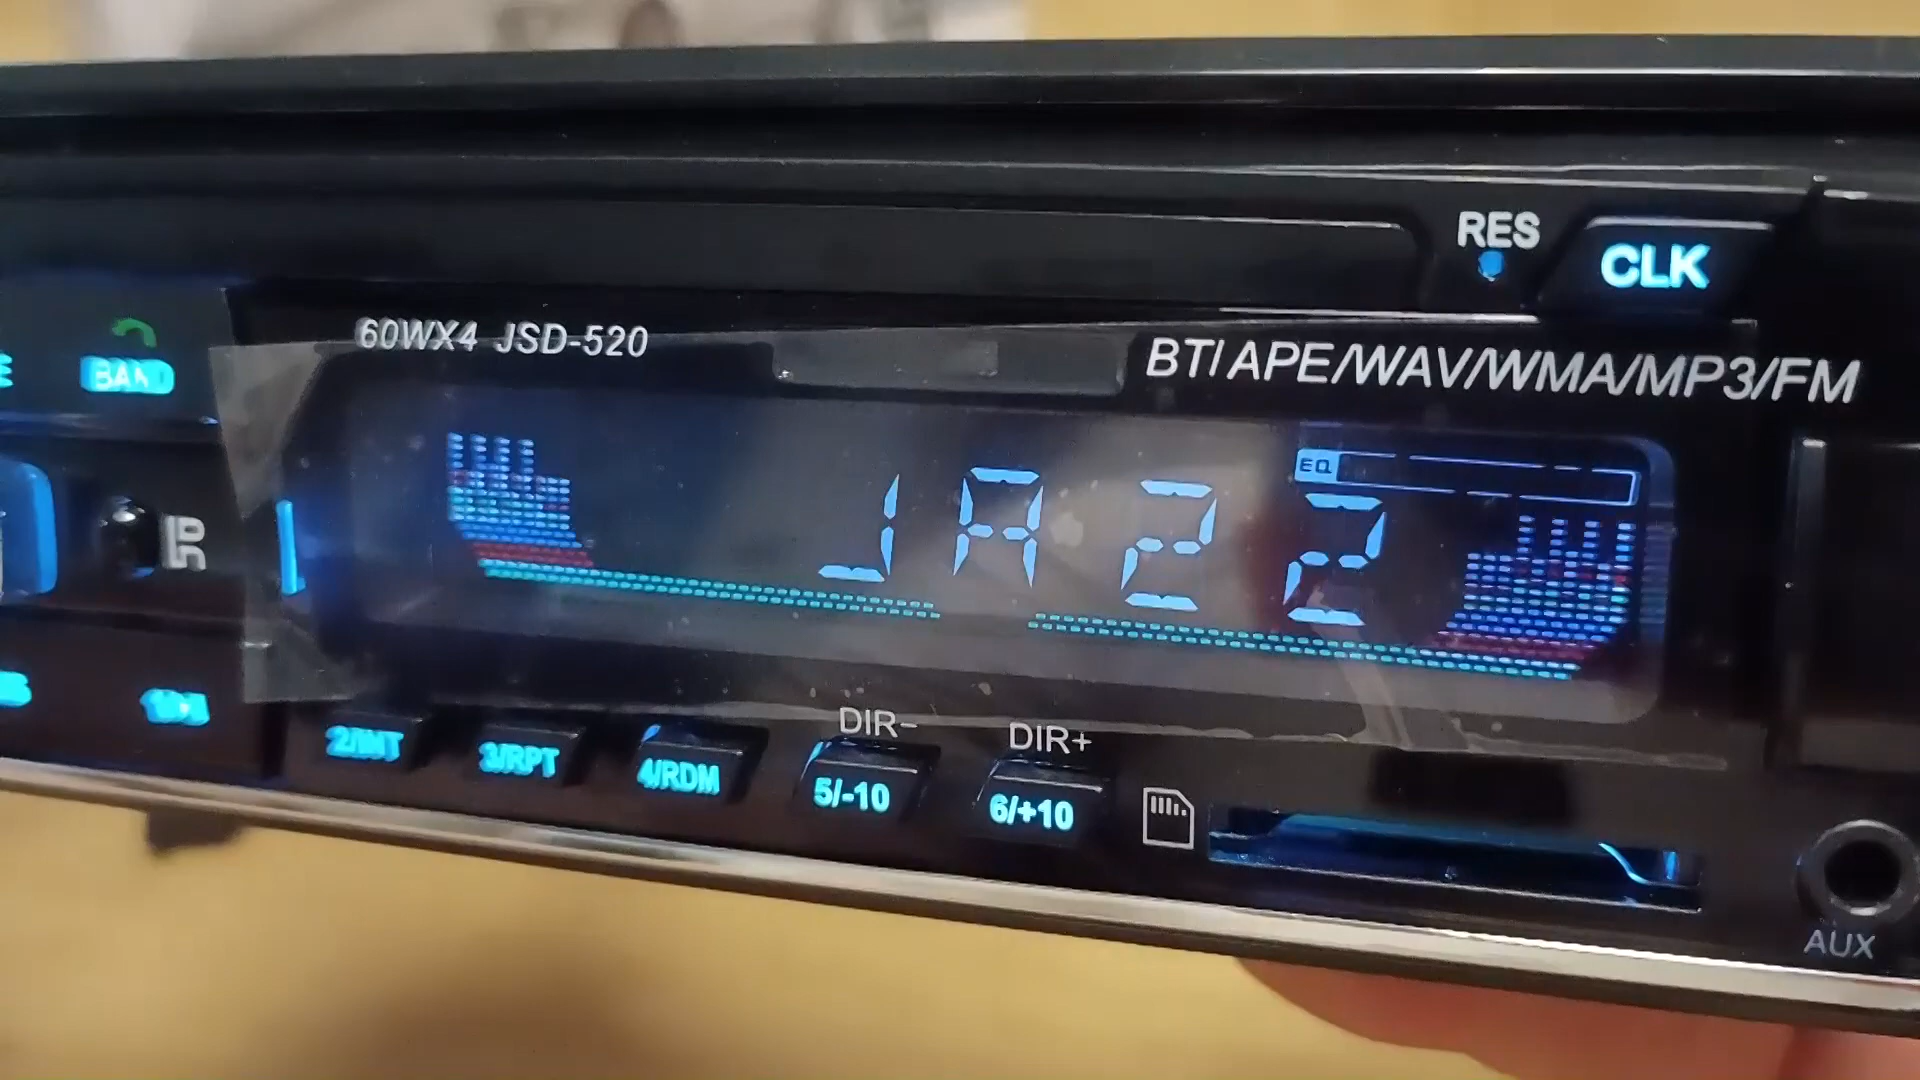 RES
CLK
60WX4 JSD-520
BT/APE/WAV/WMA/MP3/FM
BAND
EQ
JAZZ
DIR-
DIR+
2/INT
3/RPT
4/RDM
5/-10
6/+10
AUX